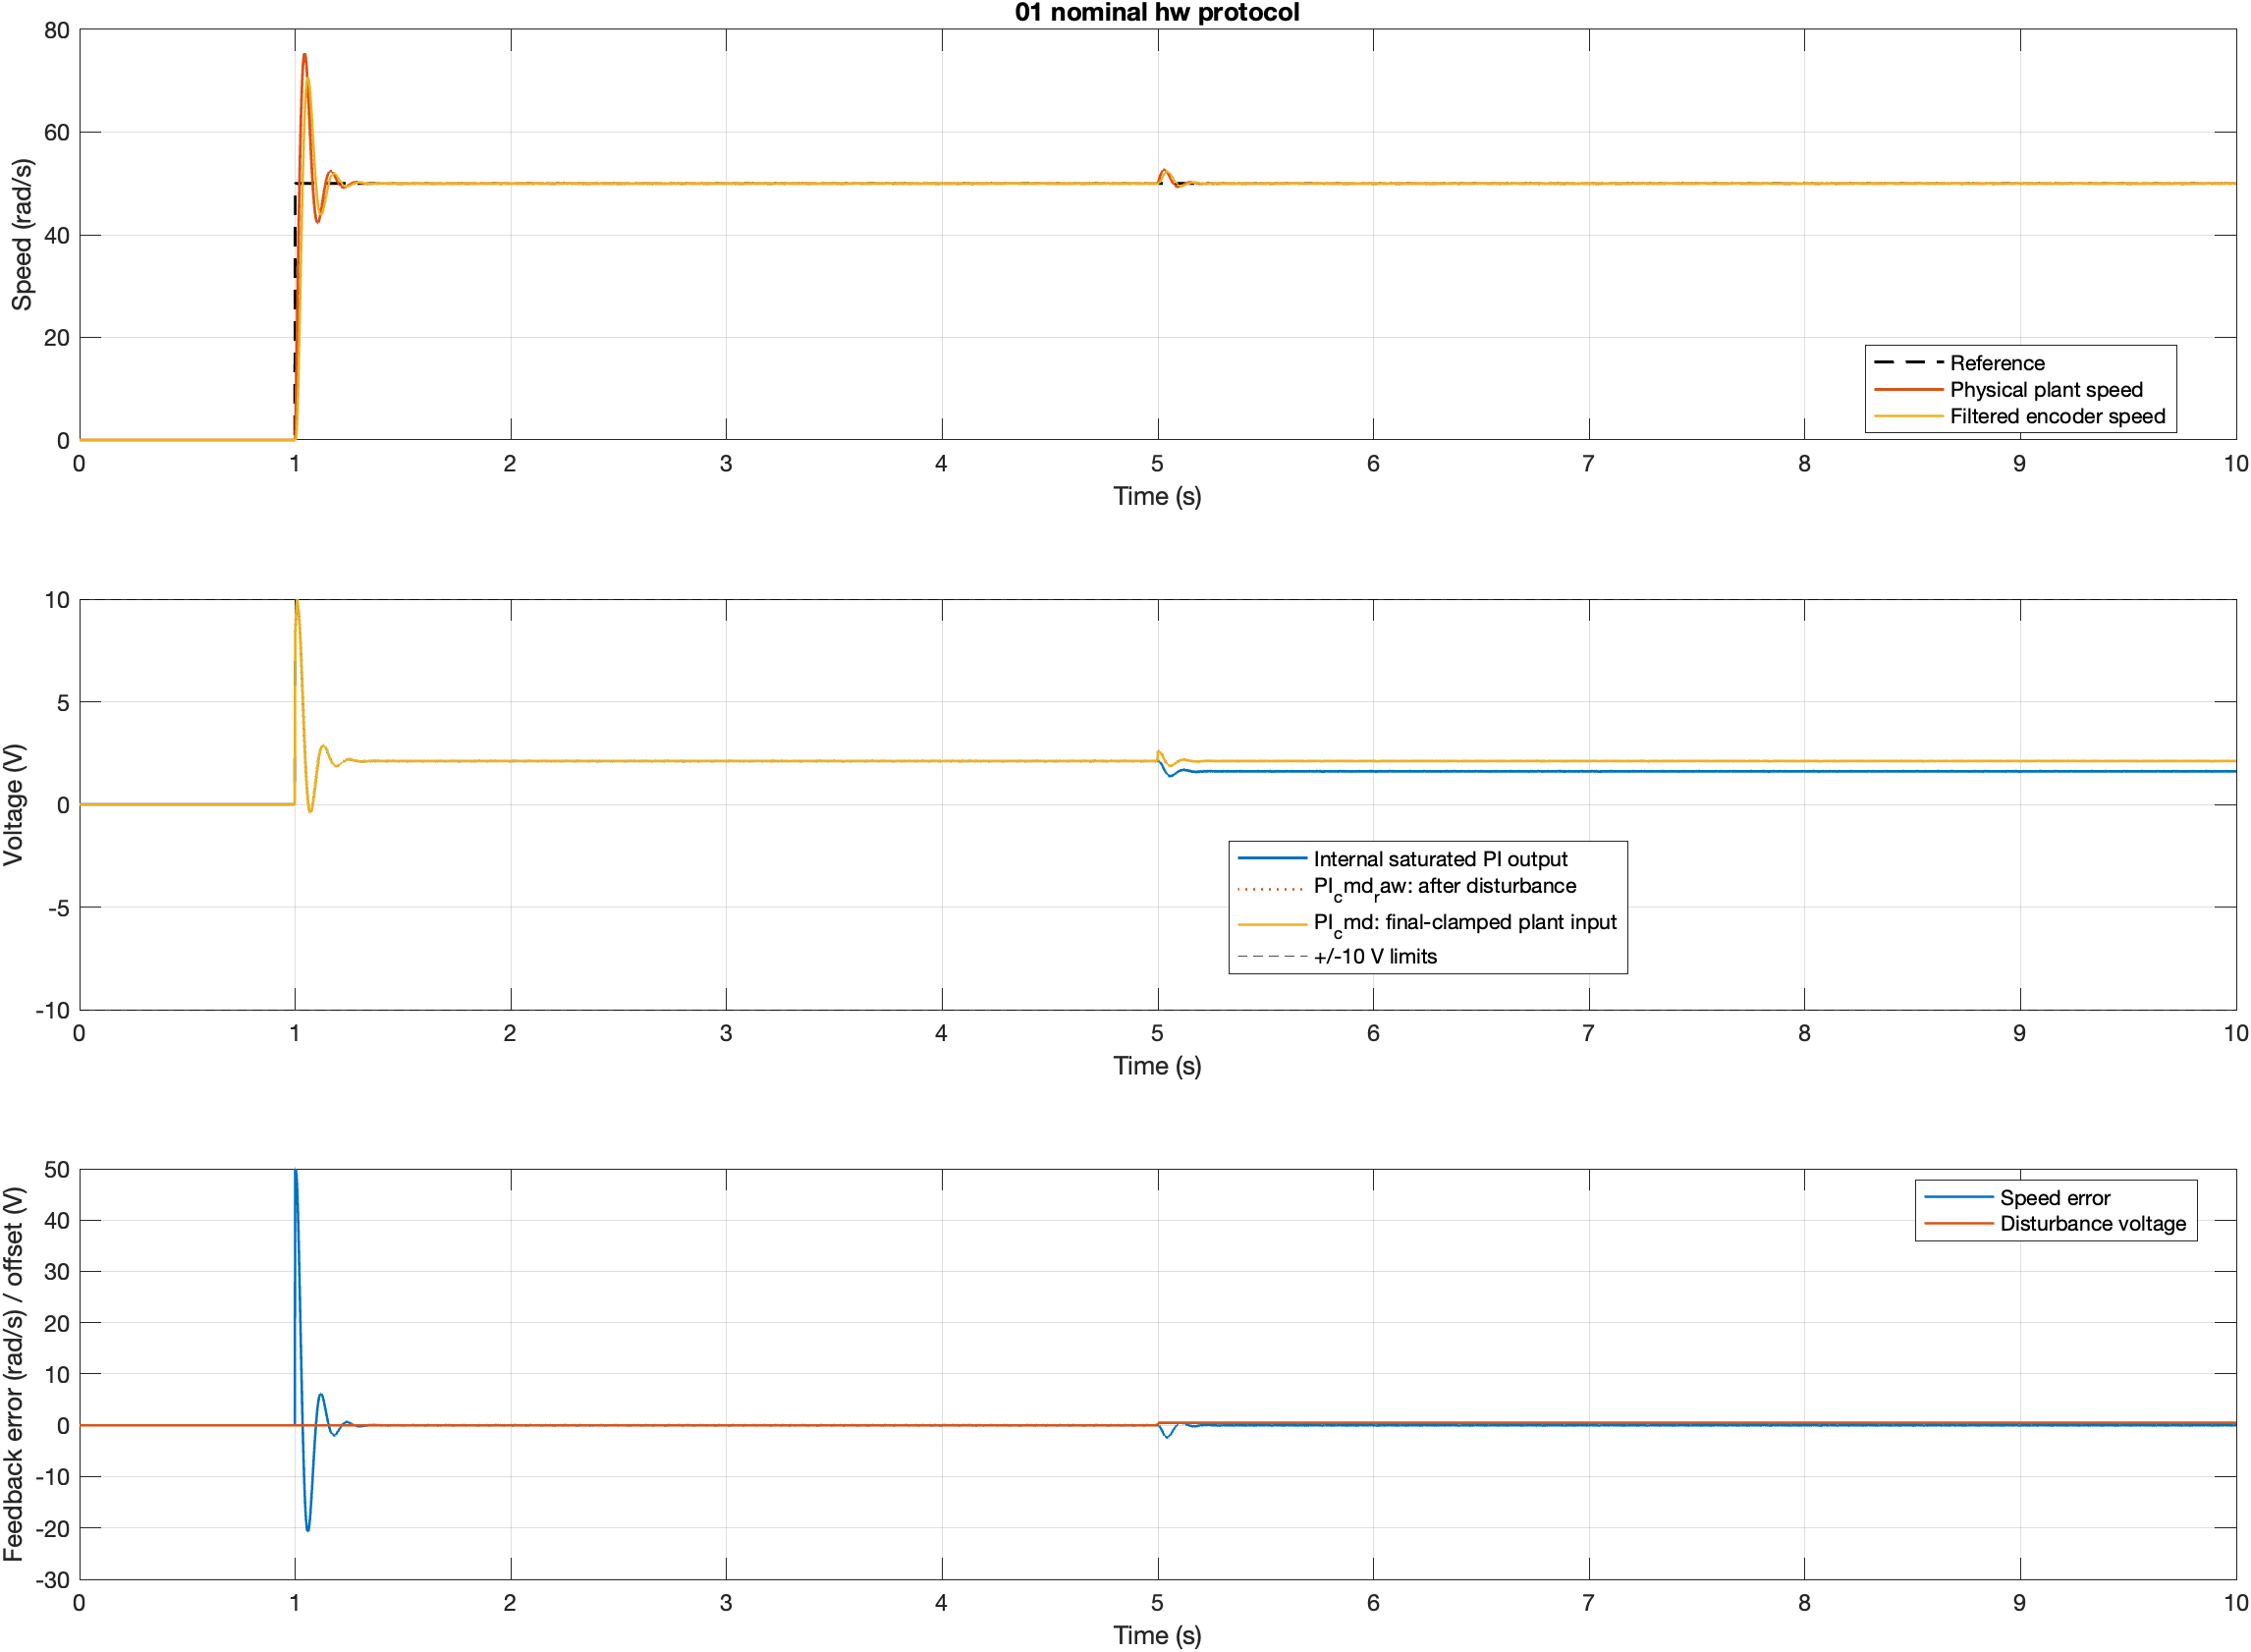 01 nominal hw protocol
80
60
40
20
0
Speed (rad/s)
Reference
Physical plant speed
Filtered encoder speed
0 1 2 3 4 5 6 7 8 9 10
Time (s)
10
5
0
-5
-10
Voltage (V)
Internal saturated PI output
PI_cmd_raw: after disturbance
PI_cmd: final-clamped plant input
+/-10 V limits
0 1 2 3 4 5 6 7 8 9 10
Time (s)
50
40
30
20
10
0
-10
-20
-30
Feedback error (rad/s) / offset (V)
Speed error
Disturbance voltage
0 1 2 3 4 5 6 7 8 9 10
Time (s)